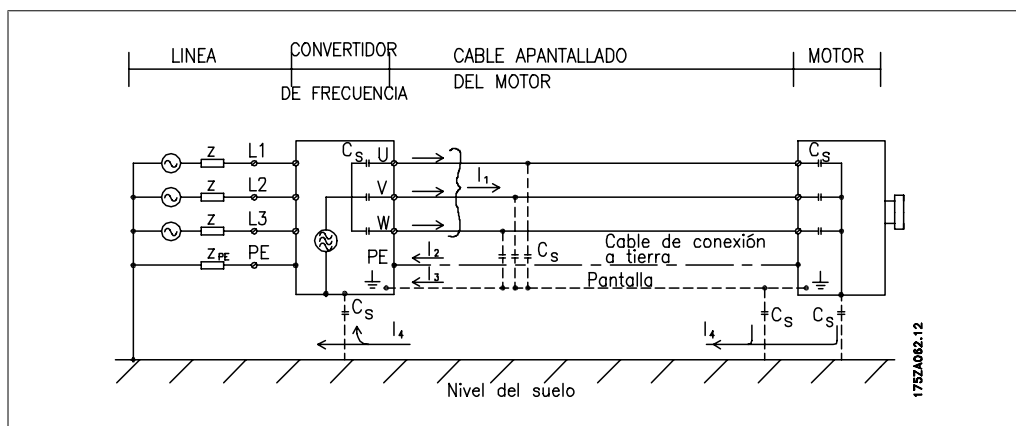 LINEA
CONVERTIDOR
DE FRECUENCIA
CABLE APANTALLADO
DEL MOTOR
MOTOR
Z L1
Z L2
Z L3
Z PE PE
CS U
V
W
PE
I1
I2
I3
CS
CS
Cable de conexión
a tierra
Pantalla
CS
I4
I4
CS
CS
Nivel del suelo
175ZA062.12